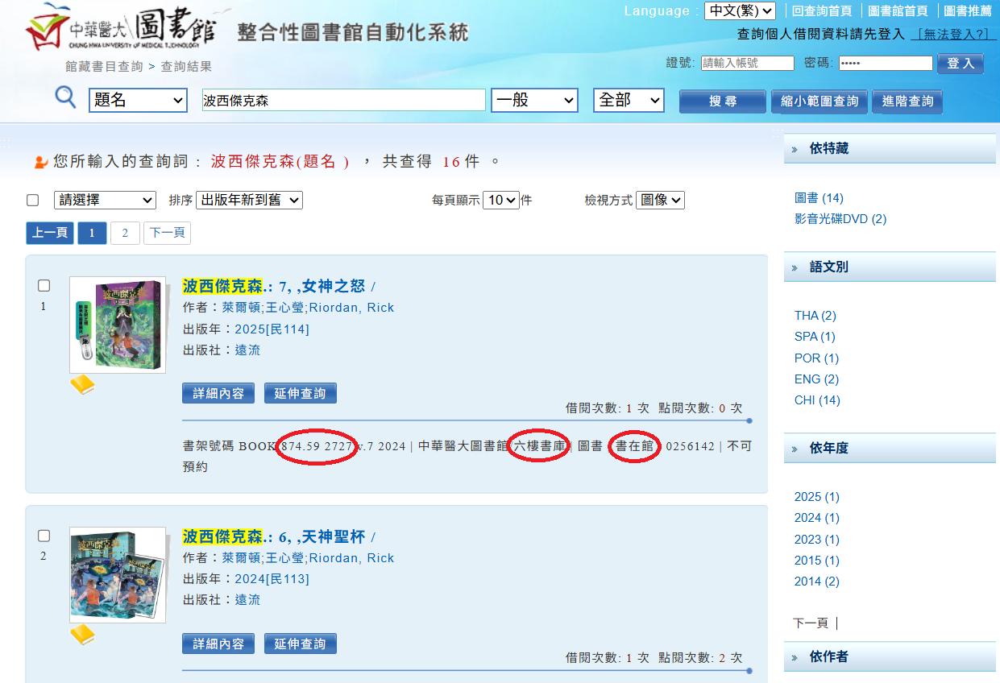 中華醫大 圖書館 整合性圖書館自動化系統
CHUNG HWA UNIVERSITY OF MEDICAL TECHNOLOGY
Language : 中文(繁) 回查詢首頁 圖書館首頁 圖書推薦
查詢個人借閱資料請先登入 [無法登入?]
館藏書目查詢 > 查詢結果
證號: 請輸入帳號 密碼: ••••• 登入
題名 波西傑克森 一般 全部 搜尋 縮小範圍查詢 進階查詢
您所輸入的查詢詞 : 波西傑克森(題名 ) , 共查得 16 件 。
請選擇 排序 出版年新到舊 每頁顯示 10 件 檢視方式 圖像
上一頁 1 2 下一頁
1
波西傑克森.: 7, ,女神之怒 /
作者：萊爾頓;王心瑩;Riordan, Rick
出版年：2025[民114]
出版社：遠流
詳細內容 延伸查詢
借閱次數: 1 次 點閱次數: 0 次
書架號碼 BOOK 874.59 2727 v.7 2024 | 中華醫大圖書館 六樓書庫 | 圖書 | 書在館 0256142 | 不可
預約
2
波西傑克森.: 6, ,天神聖杯 /
作者：萊爾頓;王心瑩;Riordan, Rick
出版年：2024[民113]
出版社：遠流
詳細內容 延伸查詢
借閱次數: 1 次 點閱次數: 2 次
» 依特藏
圖書 (14)
影音光碟DVD (2)
» 語文別
THA (2)
SPA (1)
POR (1)
ENG (2)
CHI (14)
» 依年度
2025 (1)
2024 (1)
2023 (1)
2015 (1)
2014 (2)
下一頁 |
» 依作者
波西傑克森
波西傑克森